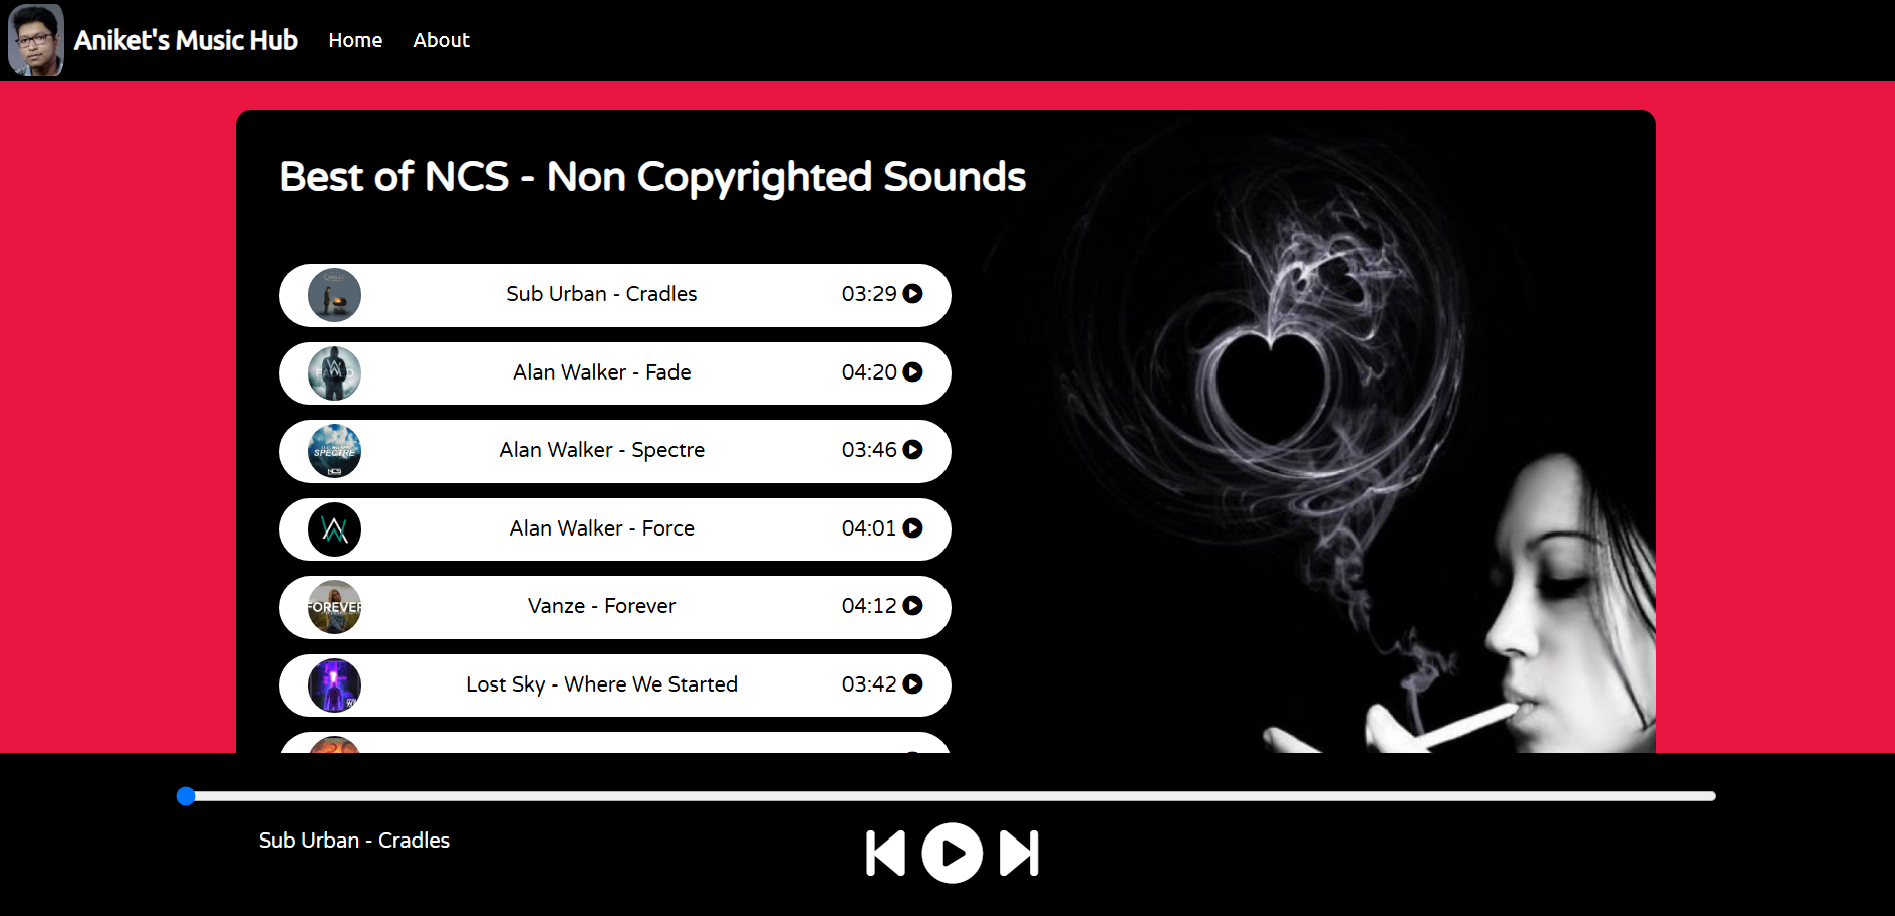 Aniket's Music Hub Home About
Best of NCS - Non Copyrighted Sounds
Sub Urban - Cradles 03:29
Alan Walker - Fade 04:20
Alan Walker - Spectre 03:46
SPECTRE
NCS
Alan Walker - Force 04:01
FOREVER
Vanze - Forever 04:12
Lost Sky - Where We Started 03:42
Sub Urban - Cradles